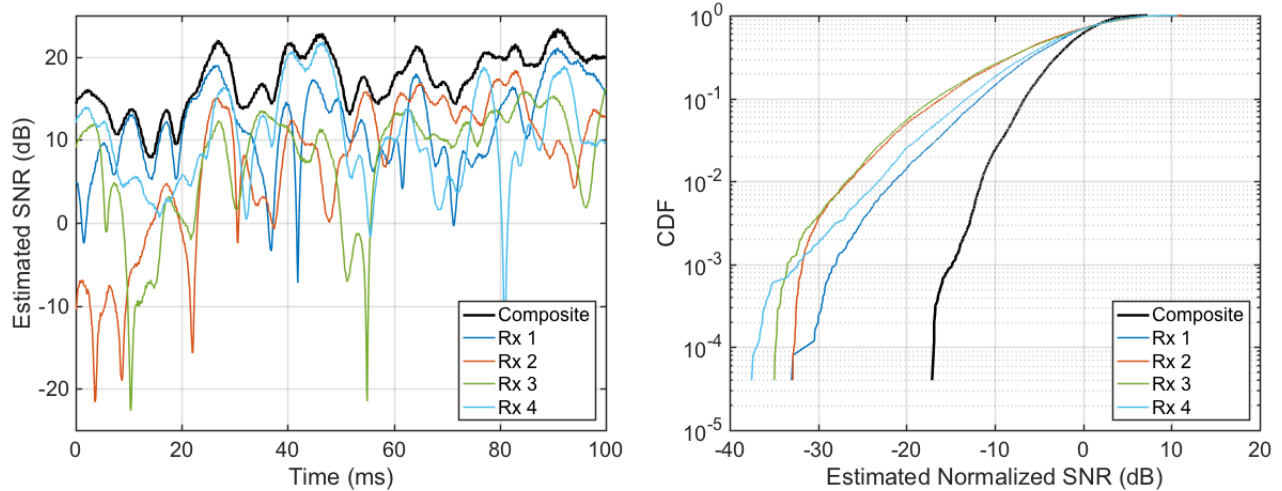 Estimated SNR (dB)
20
10
0
-10
-20
0
20
40
60
80
100
Time (ms)
Composite
Rx 1
Rx 2
Rx 3
Rx 4
CDF
10^0
10^-1
10^-2
10^-3
10^-4
10^-5
-40
-30
-20
-10
0
10
20
Estimated Normalized SNR (dB)
Composite
Rx 1
Rx 2
Rx 3
Rx 4